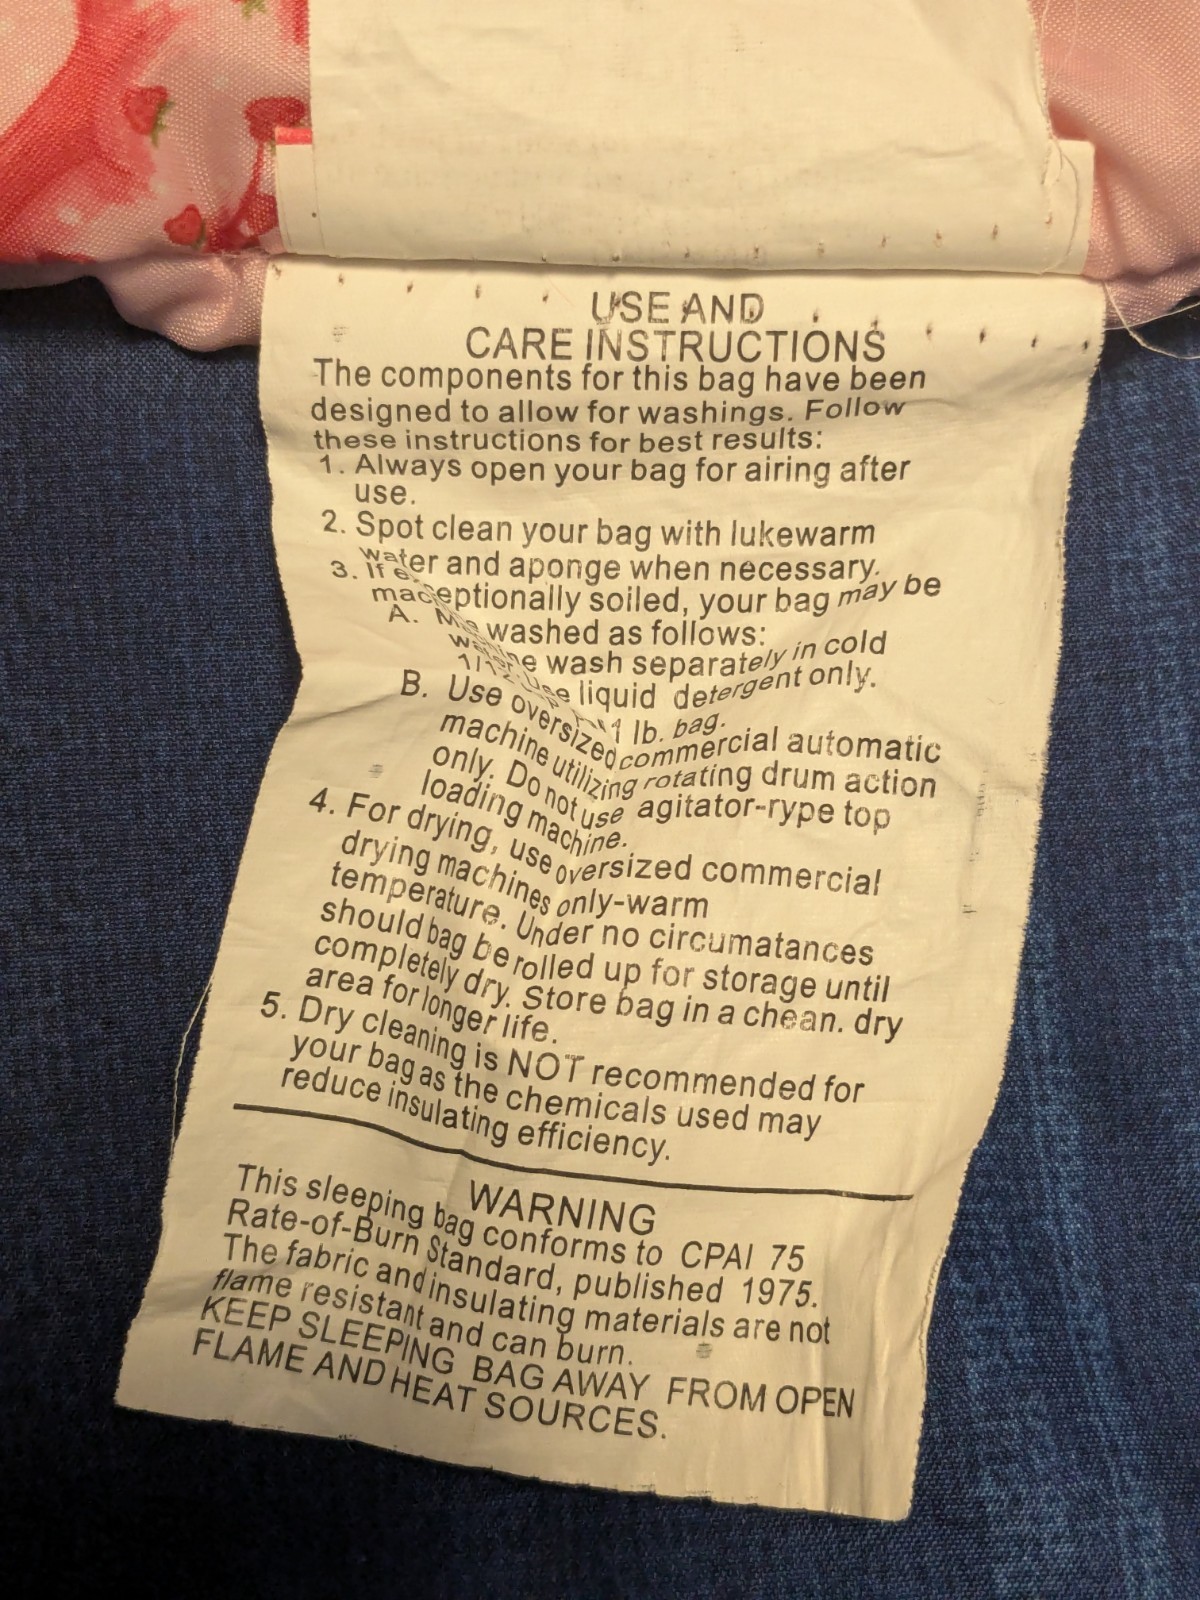 USE AND
CARE INSTRUCTIONS
The components for this bag have been
designed to allow for washings. Follow
these instructions for best results:
1. Always open your bag for airing after
use.
2. Spot clean your bag with lukewarm
water and aponge when necessary.
3. If exceptionally soiled, your bag may be
machine washed as follows:
A. Machine wash separately in cold
water. Use liquid detergent only.
1 lb. bag.
B. Use oversized commercial automatic
machine utilizing rotating drum action
only. Do not use agitator-rype top
loading machine.
4. For drying, use oversized commercial
drying machines only-warm
temperature. Under no circumatances
should bag be rolled up for storage until
completely dry. Store bag in a chean. dry
area for longer life.
5. Dry cleaning is NOT recommended for
your bag as the chemicals used may
reduce insulating efficiency.
WARNING
This sleeping bag conforms to CPAI 75
Rate-of-Burn Standard, published 1975.
The fabric and insulating materials are not
flame resistant and can burn.
KEEP SLEEPING BAG AWAY FROM OPEN
FLAME AND HEAT SOURCES.